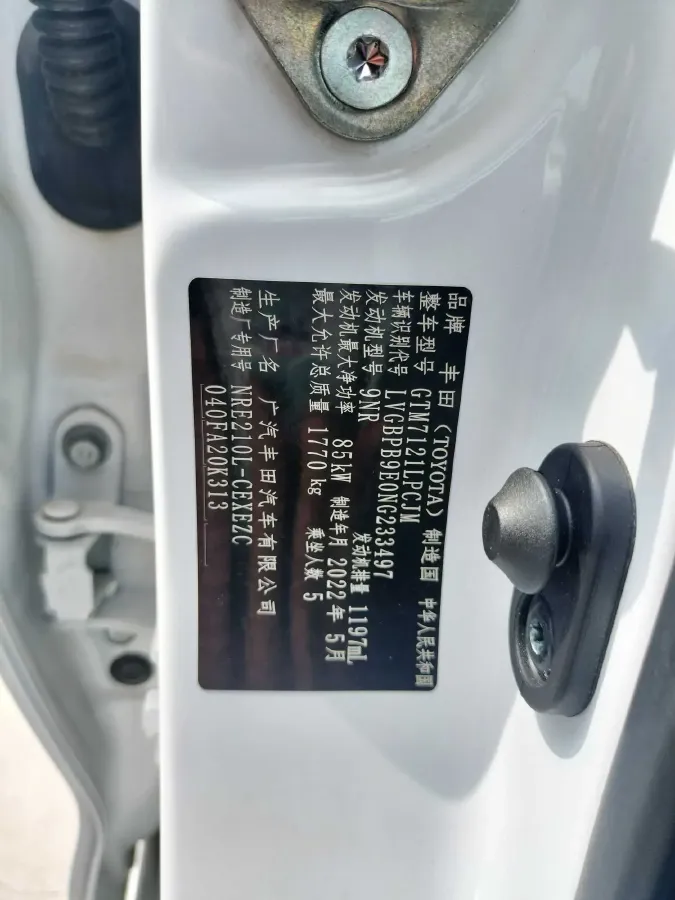 品牌 丰田（TOYOTA） 制造国 中华人民共和国
整车型号 GTM7121LPCJM
车辆识别代号 LVGBPB9E0NG233497
发动机型号 9NR 发动机排量 1197mL
发动机最大净功率 85kW 制造年月 2022年 5月
最大允许总质量 1770kg 乘坐人数 5
生产厂名 广汽丰田汽车有限公司
制造厂专用号 NRE210L-CEXEZC
040FA20K313